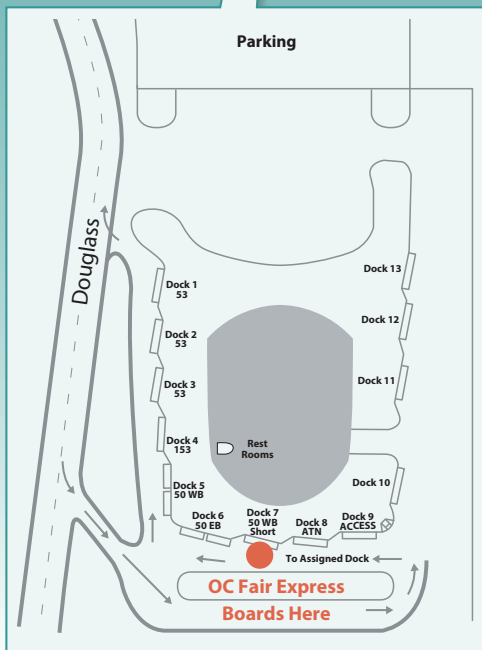 Parking
Douglass
Dock 1
53
Dock 13
Dock 2
53
Dock 12
Dock 3
53
Dock 11
Dock 4
153
Rest
Rooms
Dock 5
50 WB
Dock 10
Dock 6
50 EB
Dock 7
50 WB
Short
Dock 8
ATN
Dock 9
ACCESS
To Assigned Dock
OC Fair Express
Boards Here